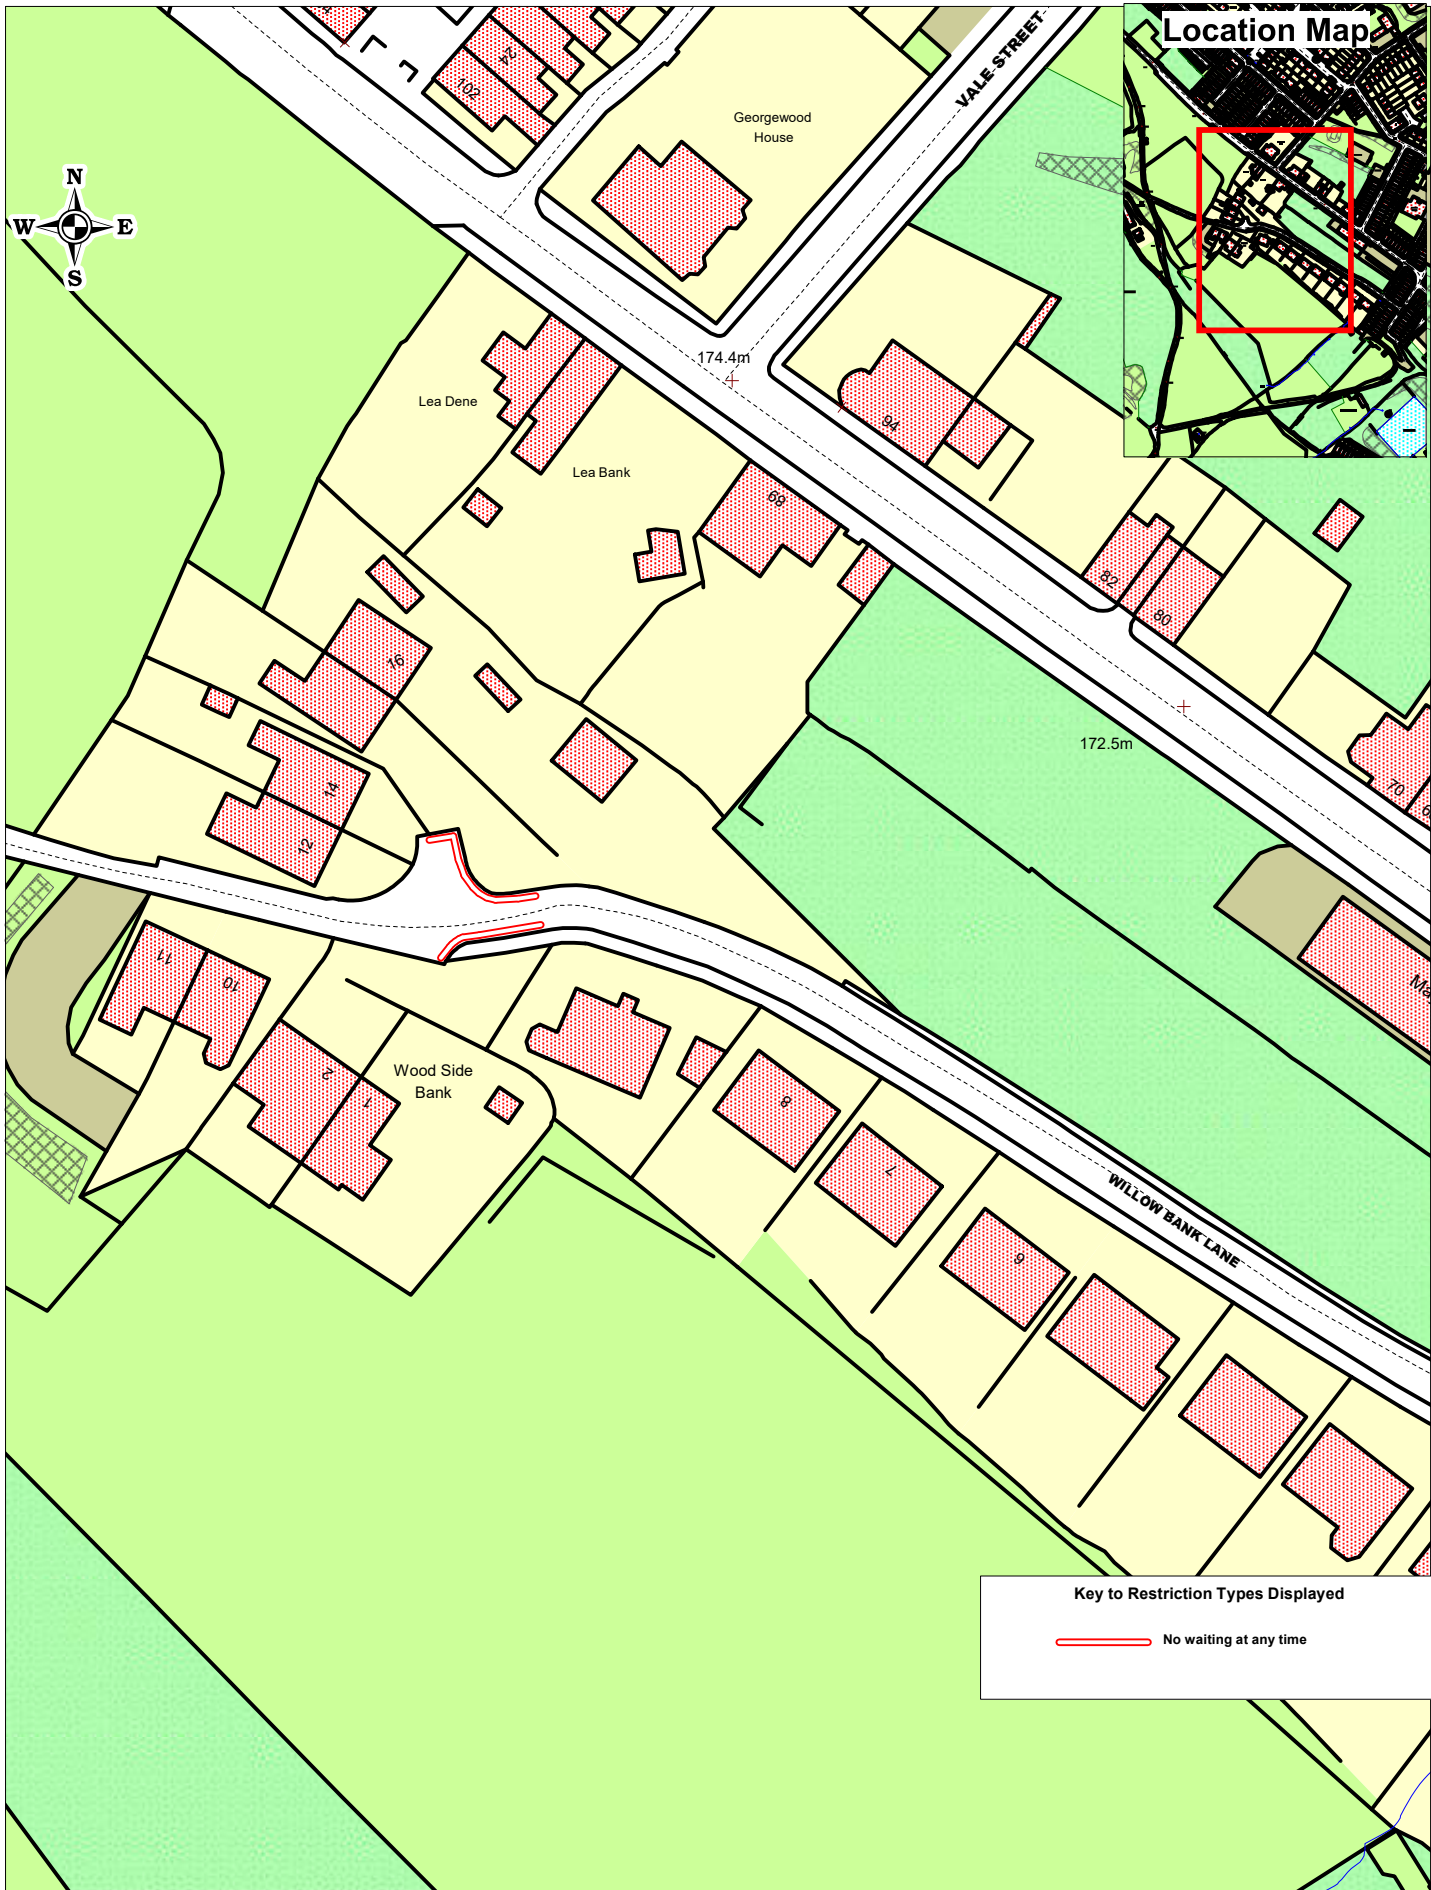 Location Map
VALE STREET
24
102
Georgewood
House
N
W E
S
174.4m
Lea Dene
94
Lea Bank
68
82
80
16
172.5m
14
70
12
Ma
11
10
Wood Side
Bank
2
1
8
7
WILLOW BANK LANE
6
Key to Restriction Types Displayed
No waiting at any time